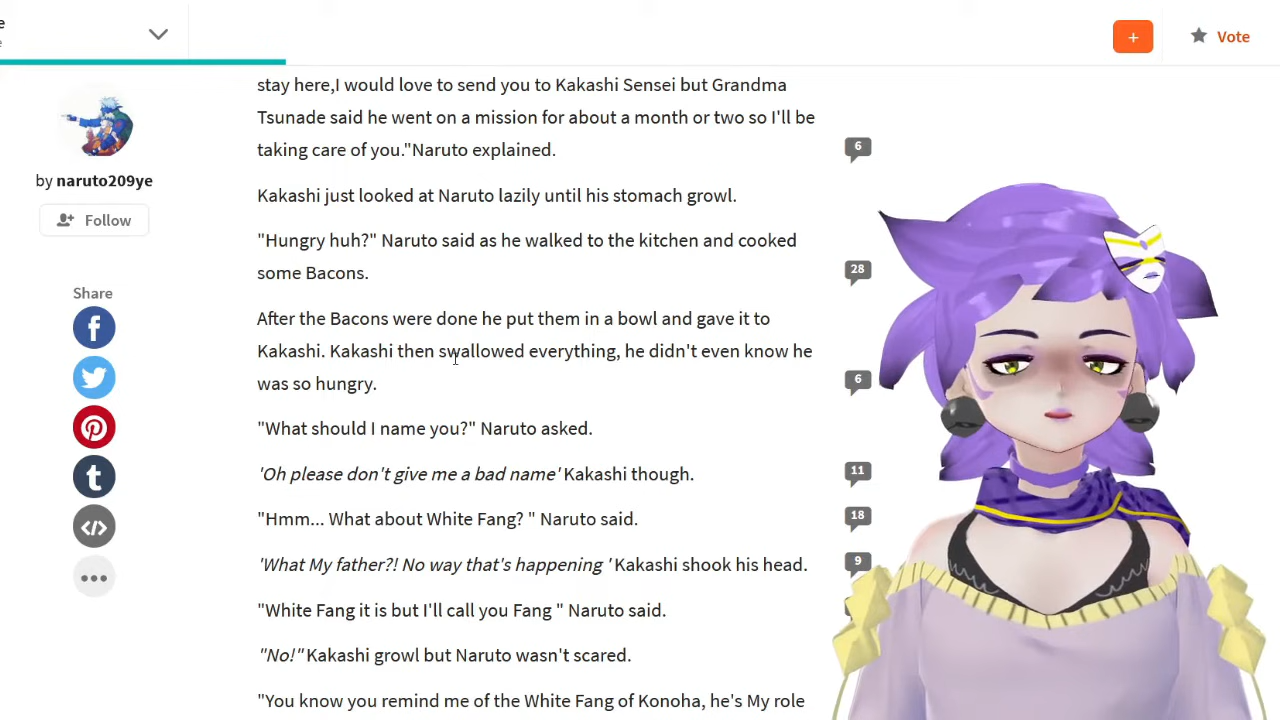 e
+
Vote
stay here,I would love to send you to Kakashi Sensei but Grandma
Tsunade said he went on a mission for about a month or two so I'll be
taking care of you."Naruto explained.
6
by naruto209ye
Follow
Kakashi just looked at Naruto lazily until his stomach growl.
"Hungry huh?" Naruto said as he walked to the kitchen and cooked
some Bacons.
28
Share
After the Bacons were done he put them in a bowl and gave it to
Kakashi. Kakashi then swallowed everything, he didn't even know he
was so hungry.
6
"What should I name you?" Naruto asked.
'Oh please don't give me a bad name' Kakashi though.
11
"Hmm... What about White Fang? " Naruto said.
18
'What My father?! No way that's happening ' Kakashi shook his head.
9
"White Fang it is but I'll call you Fang " Naruto said.
"No!" Kakashi growl but Naruto wasn't scared.
"You know you remind me of the White Fang of Konoha, he's My role